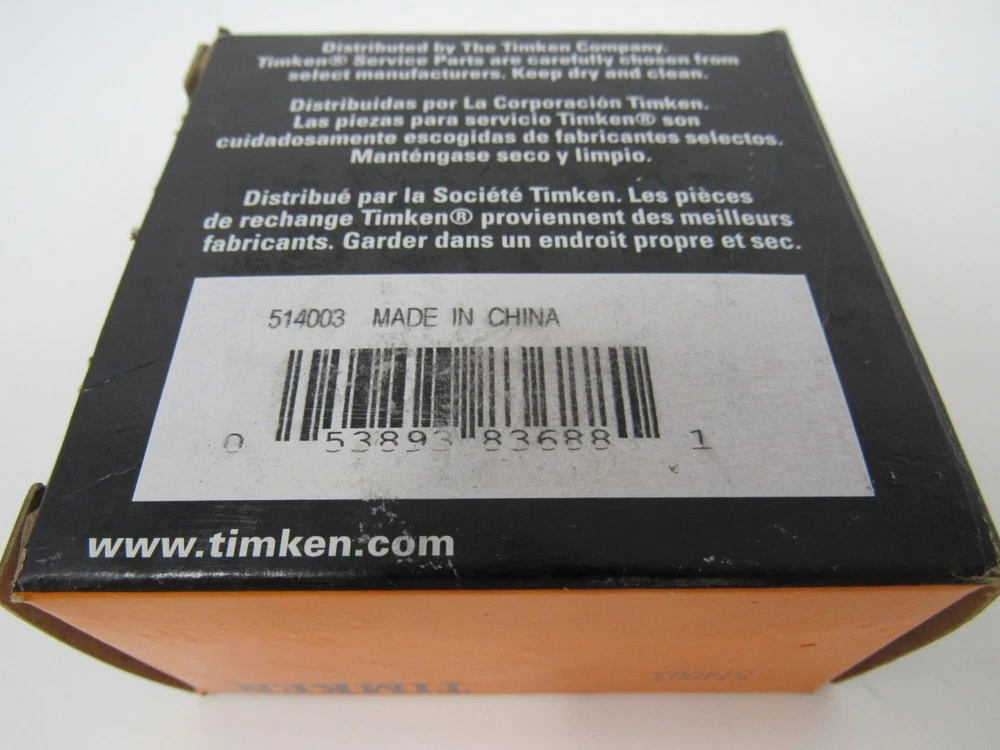 Distributed by The Timken Company.
Timken® Service Parts are carefully chosen from
select manufacturers. Keep dry and clean.
Distribuidas por La Corporación Timken.
Las piezas para servicio Timken® son
cuidadosamente escogidas de fabricantes selectos.
Manténgase seco y limpio.
Distribué par la Société Timken. Les pièces
de rechange Timken® proviennent des meilleurs
fabricants. Garder dans un endroit propre et sec.
514003 MADE IN CHINA
0 53893 83688 1
www.timken.com
514003
TIMKEN